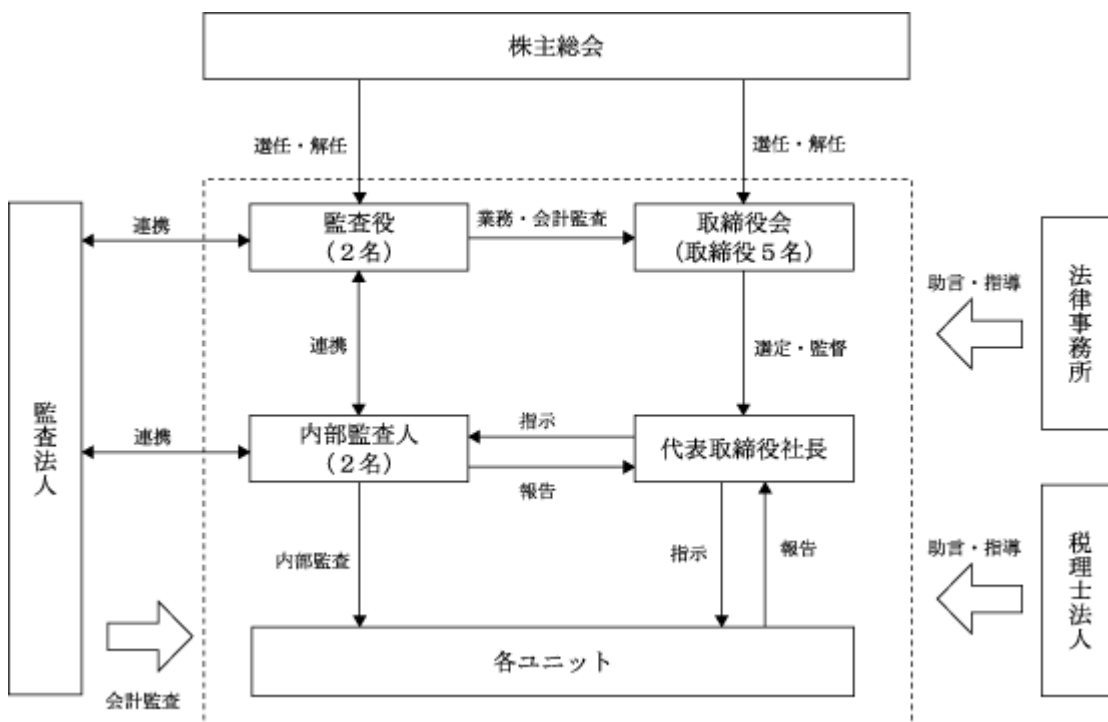 株主総会
選任・解任
選任・解任
連携
監査役
(2名)
業務・会計監査
取締役会
(取締役5名)
助言・指導
法律事務所
連携
選定・監督
監査法人
連携
内部監査人
(2名)
指示
報告
代表取締役社長
内部監査
指示
報告
助言・指導
税理士法人
会計監査
各ユニット